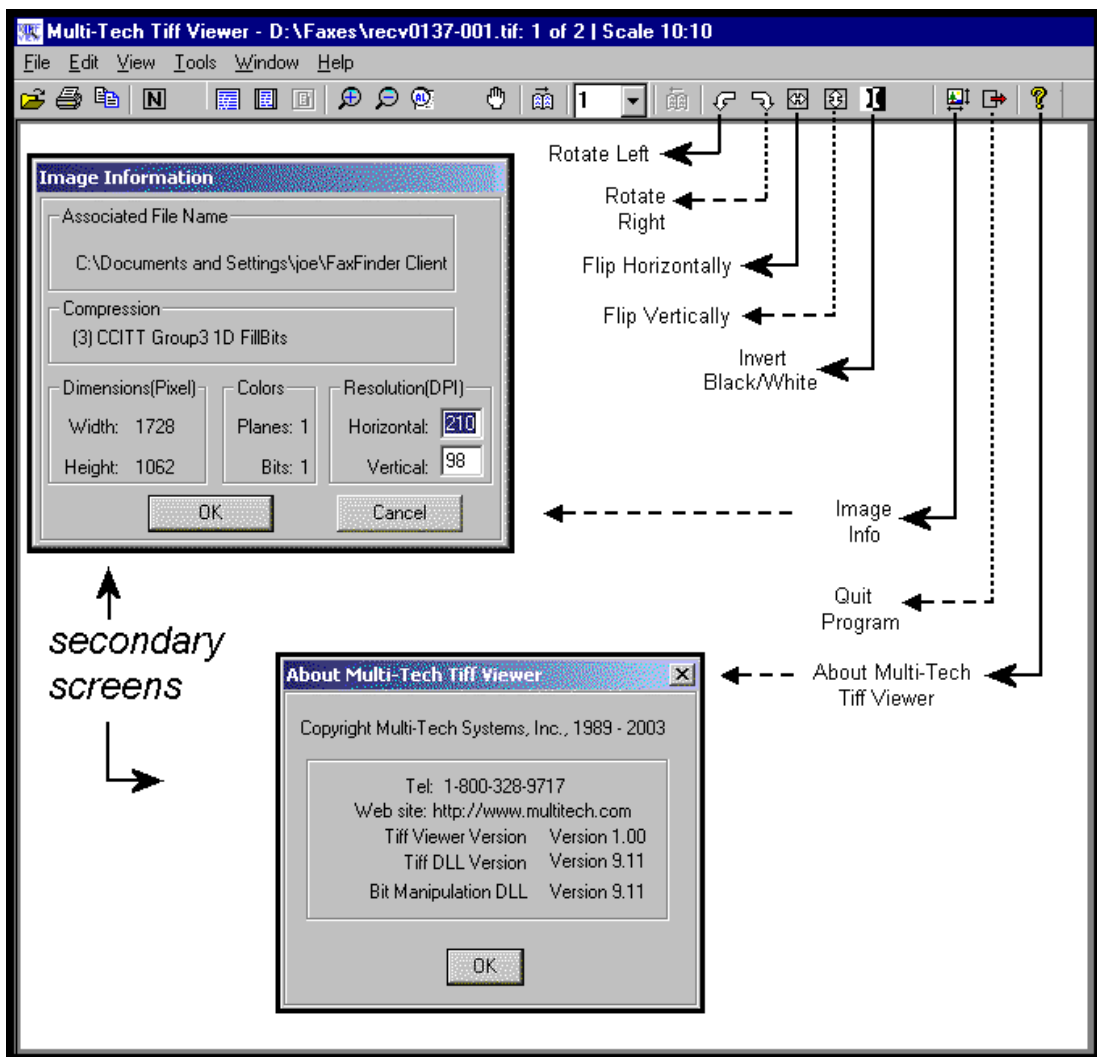 Multi-Tech Tiff Viewer - D:\Faxes\recv0137-001.tif: 1 of 2 | Scale 10:10
File Edit View Tools Window Help
N
1
Rotate Left
Rotate
Right
Flip Horizontally
Flip Vertically
Invert
Black/White
Image Information
Associated File Name
C:\Documents and Settings\joe\FaxFinder Client
Compression
(3) CCITT Group3 1D FillBits
Dimensions(Pixel) Colors Resolution(DPI)
Width: 1728 Planes: 1 Horizontal: 210
Height: 1062 Bits: 1 Vertical: 98
OK Cancel
Image
Info
Quit
Program
secondary
screens
About Multi-Tech
Tiff Viewer
About Multi-Tech Tiff Viewer
Copyright Multi-Tech Systems, Inc., 1989 - 2003
Tel: 1-800-328-9717
Web site: http://www.multitech.com
Tiff Viewer Version Version 1.00
Tiff DLL Version Version 9.11
Bit Manipulation DLL Version 9.11
OK